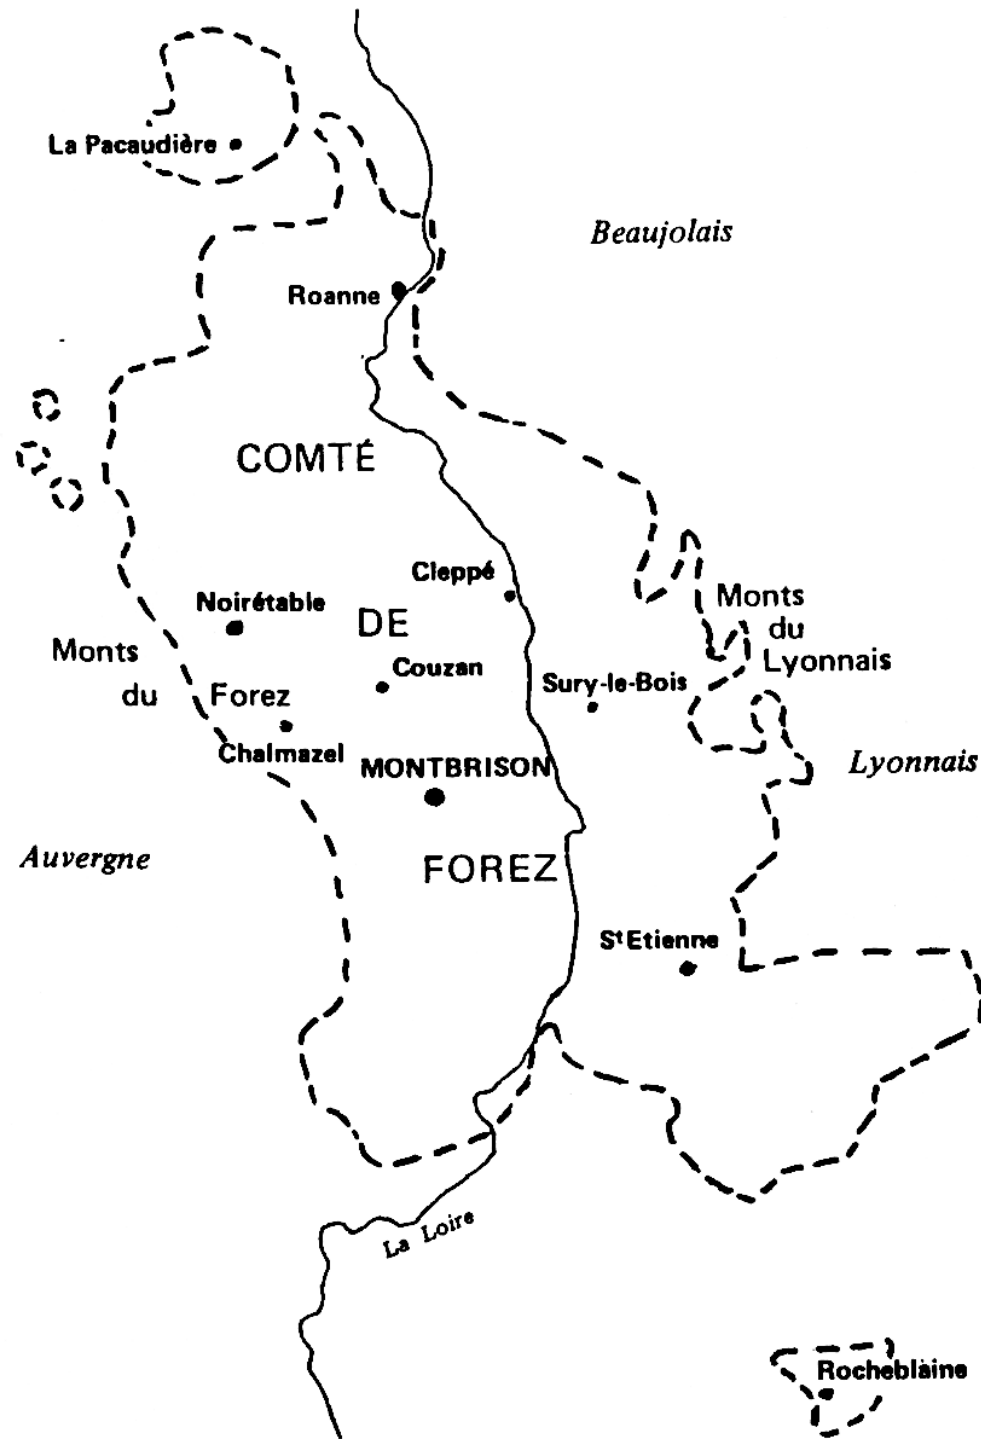 La Pacaudière
Beaujolais
Roanne
COMTÉ
Cleppé
Noirétable
DE
Monts
du
Lyonnais
Monts
du Forez
Couzan
Sury-le-Bois
Chalmazel
MONTBRISON
Lyonnais
Auvergne
FOREZ
St Etienne
La Loire
Rocheblaine